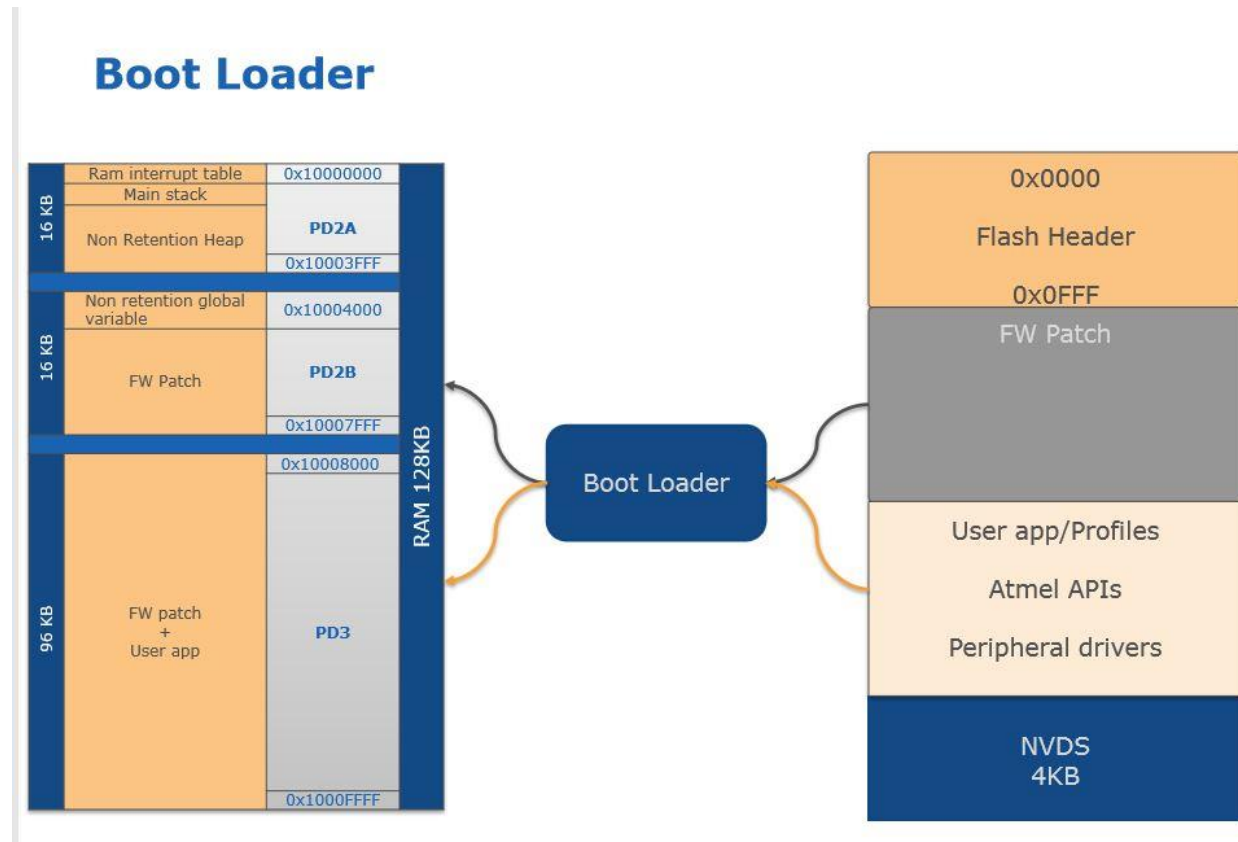 Boot Loader
16 KB
Ram interrupt table
0x10000000
Main stack
Non Retention Heap
PD2A
0x10003FFF
16 KB
Non retention global
variable
0x10004000
FW Patch
PD2B
0x10007FFF
96 KB
FW patch
+
User app
0x10008000
PD3
0x1000FFFF
RAM 128KB
Boot Loader
0x0000
Flash Header
0x0FFF
FW Patch
User app/Profiles
Atmel APIs
Peripheral drivers
NVDS
4KB